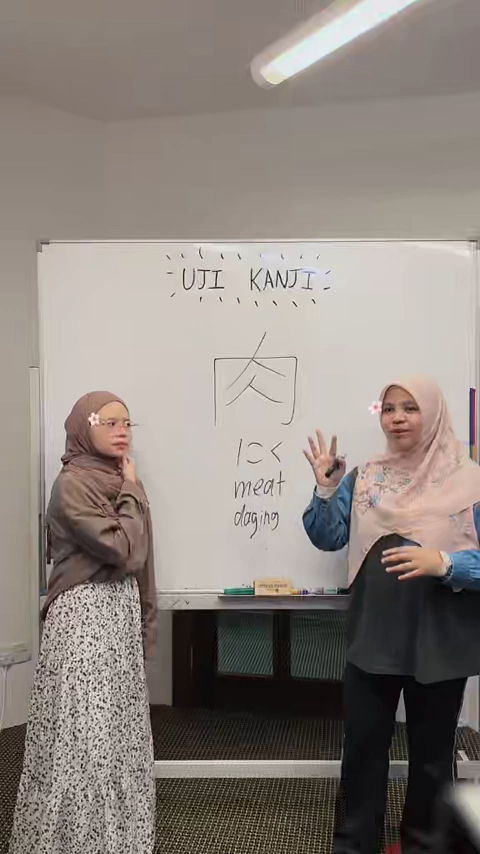 UJI KANJI
肉
にく
meat
daging